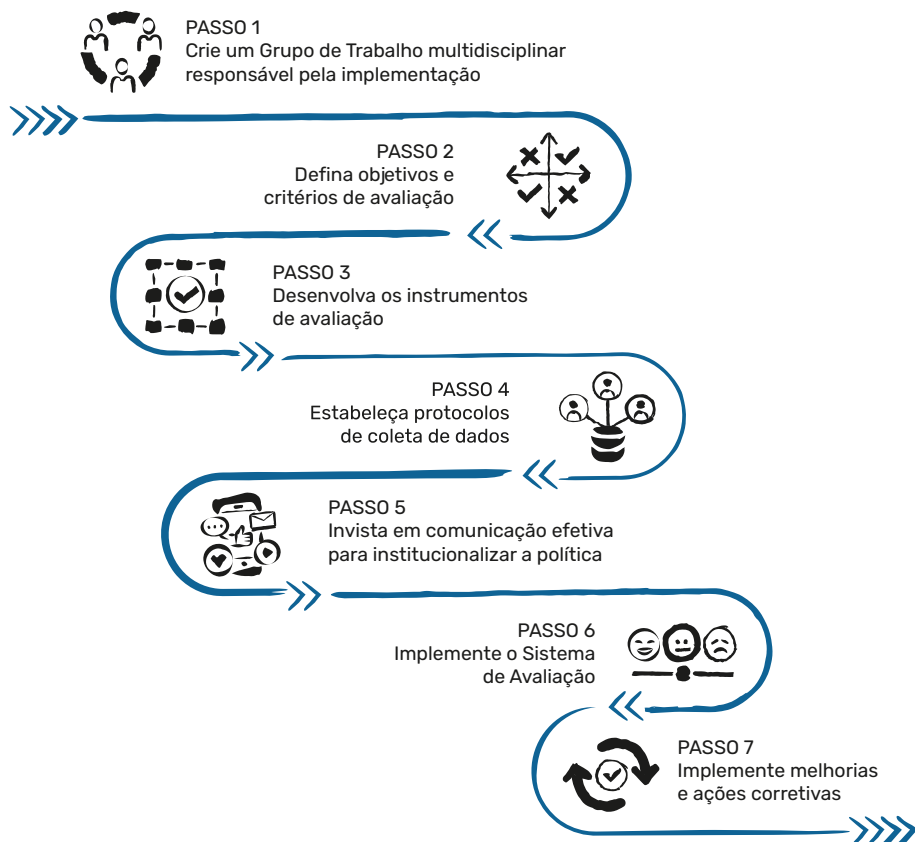 PASSO 1
Crie um Grupo de Trabalho multidisciplinar
responsável pela implementação
PASSO 2
Defina objetivos e
critérios de avaliação
PASSO 3
Desenvolva os instrumentos
de avaliação
PASSO 4
Estabeleça protocolos
de coleta de dados
PASSO 5
Invista em comunicação efetiva
para institucionalizar a política
PASSO 6
Implemente o Sistema
de Avaliação
PASSO 7
Implemente melhorias
e ações corretivas